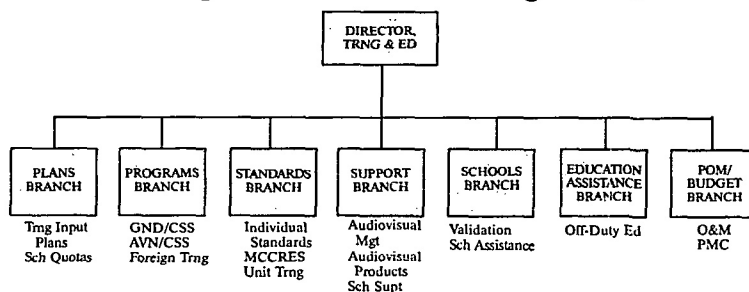 DIRECTOR,
TRNG & ED
PLANS
BRANCH
Trng Input
Plans
Sch Quotas
PROGRAMS
BRANCH
GND/CSS
AVN/CSS
Foreign Trng
STANDARDS
BRANCH
Individual
Standards
MCCRES
Unit Trng
SUPPORT
BRANCH
Audiovisual
Mgt
Audiovisual
Products
Sch Supt
SCHOOLS
BRANCH
Validation
Sch Assistance
EDUCATION
ASSISTANCE
BRANCH
Off-Duty Ed
POM/
BUDGET
BRANCH
O&M
PMC